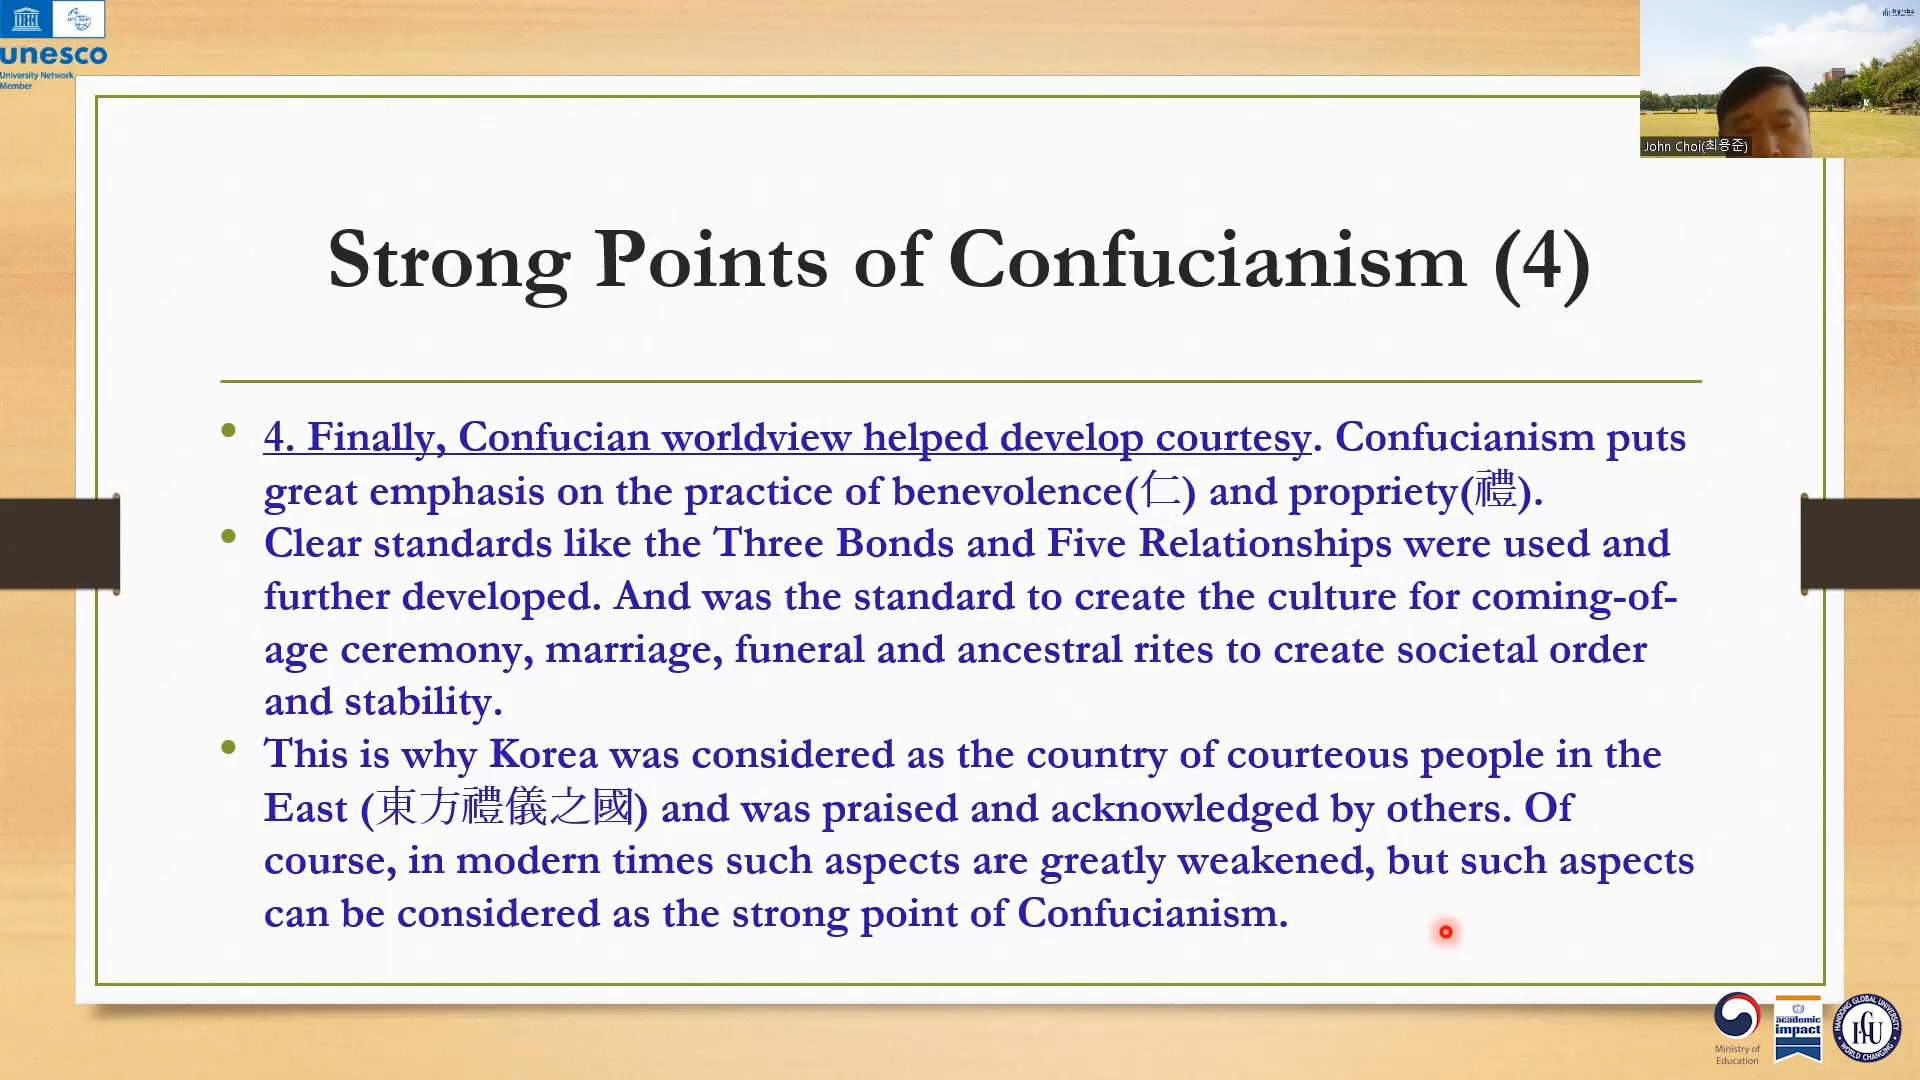 unesco
University Network
Member
John Choi(최용준)
Strong Points of Confucianism (4)
• 4. Finally, Confucian worldview helped develop courtesy. Confucianism puts
great emphasis on the practice of benevolence(仁) and propriety(禮).
• Clear standards like the Three Bonds and Five Relationships were used and
further developed. And was the standard to create the culture for coming-of-
age ceremony, marriage, funeral and ancestral rites to create societal order
and stability.
• This is why Korea was considered as the country of courteous people in the
East (東方禮儀之國) and was praised and acknowledged by others. Of
course, in modern times such aspects are greatly weakened, but such aspects
can be considered as the strong point of Confucianism.
Ministry of
Education
academic
impact
HANDONG GLOBAL UNIVERSITY
HGU
WORLD CHANGING